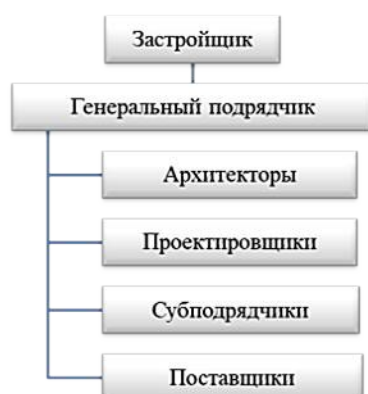 Застройщик
Генеральный подрядчик
Архитекторы
Проектировщики
Субподрядчики
Поставщики